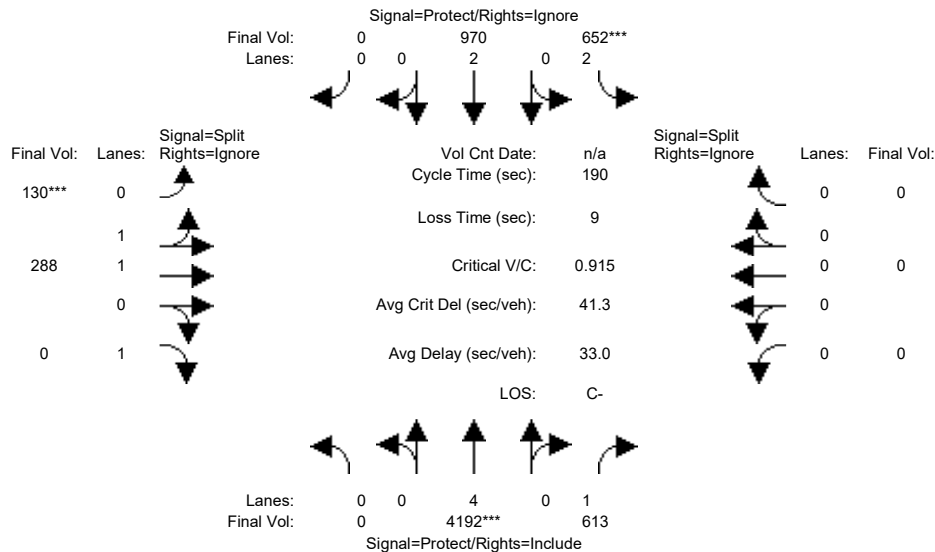 Signal=Protect/Rights=Ignore
Final Vol: 0 970 652***
Lanes: 0 0 2 0 2
Signal=Split
Final Vol: Lanes: Rights=Ignore
Vol Cnt Date: n/a
Signal=Split
Rights=Ignore Lanes: Final Vol:
Cycle Time (sec): 190
130*** 0
0 0
Loss Time (sec): 9
1
0
288 1
Critical V/C: 0.915
0 0
0
Avg Crit Del (sec/veh): 41.3
0
0 1
Avg Delay (sec/veh): 33.0
0 0
LOS: C-
Lanes: 0 0 4 0 1
Final Vol: 0 4192*** 613
Signal=Protect/Rights=Include